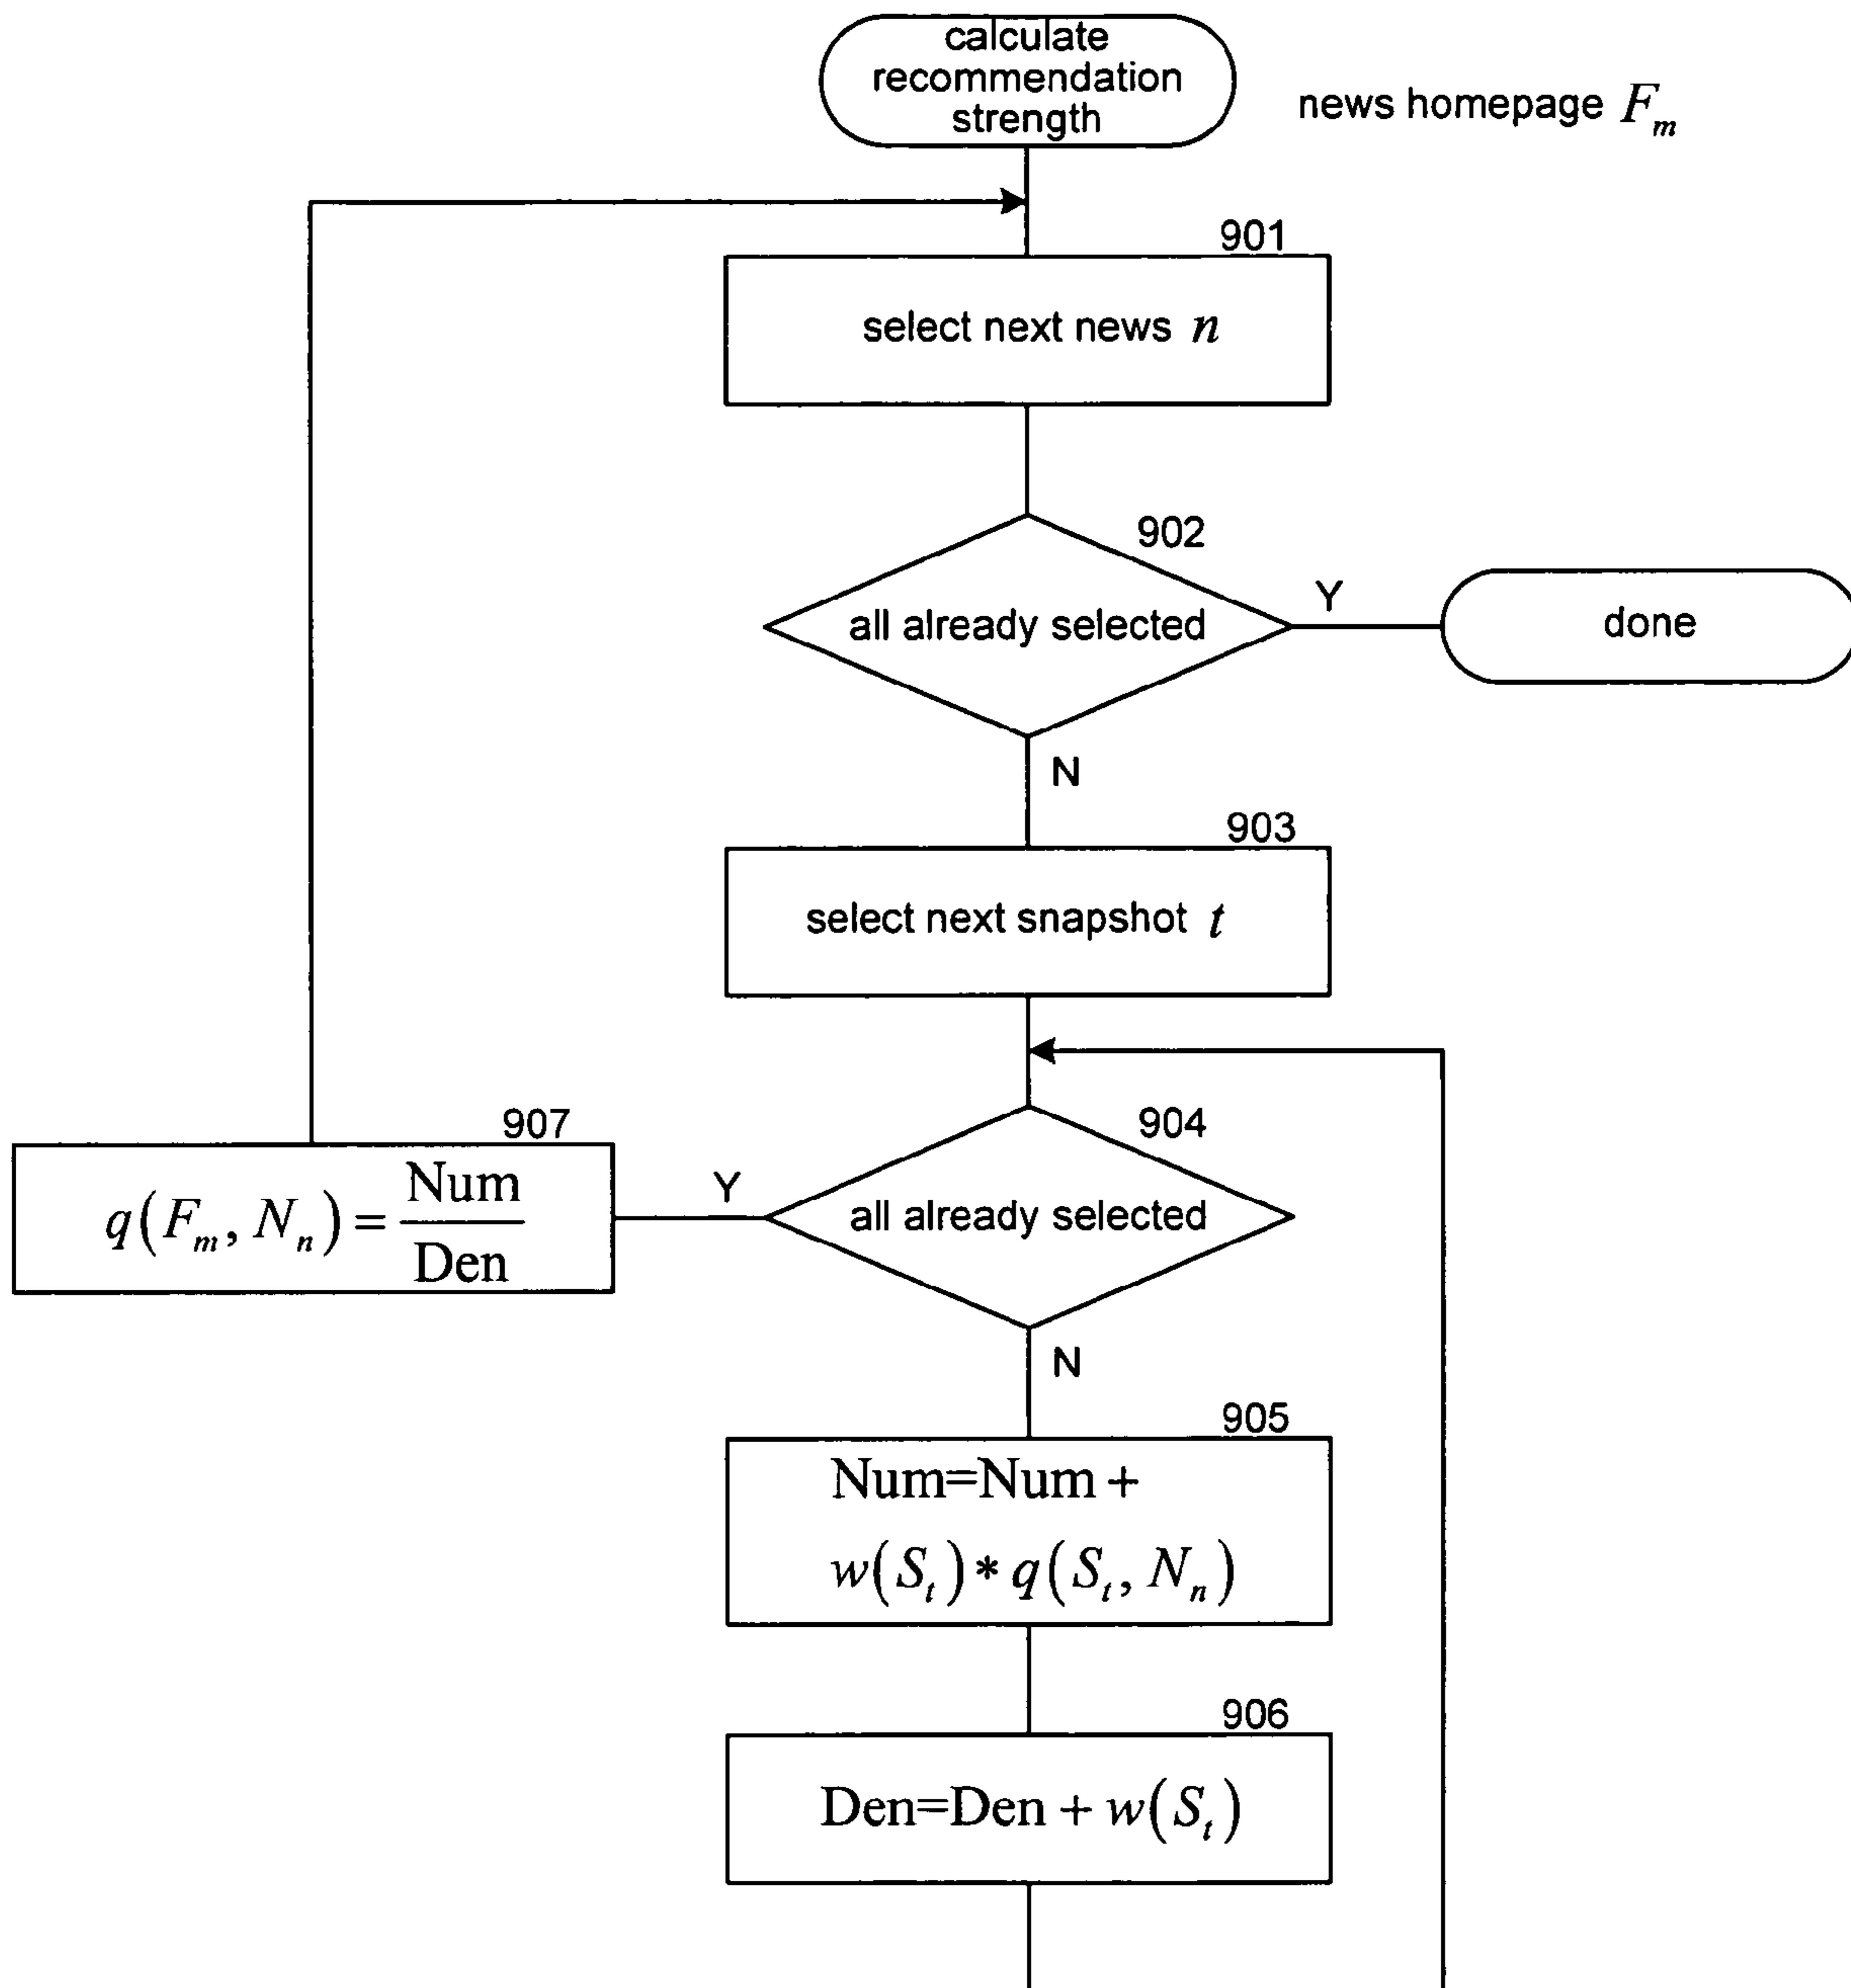 calculate
recommendation
strength
news homepage F_m
901
select next news n
902
all already selected
Y
done
N
903
select next snapshot t
904
all already selected
Y
907
q(F_m, N_n) = Num/Den
N
905
Num=Num +
w(S_t) * q(S_t, N_n)
906
Den=Den + w(S_t)